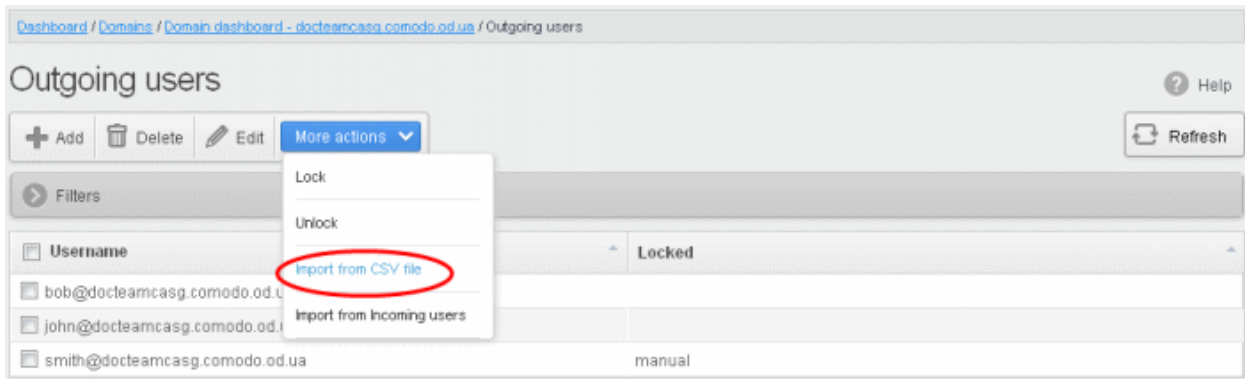 Dashboard / Domains / Domain dashboard - docteamcasg.comodo.od.ua / Outgoing users
Outgoing users
Help
Add Delete Edit More actions
Refresh
Lock
Filters
Unlock
Username Locked
Import from CSV file
bob@docteamcasg.comodo.od.u
Import from Incoming users
john@docteamcasg.comodo.od.
smith@docteamcasg.comodo.od.ua manual